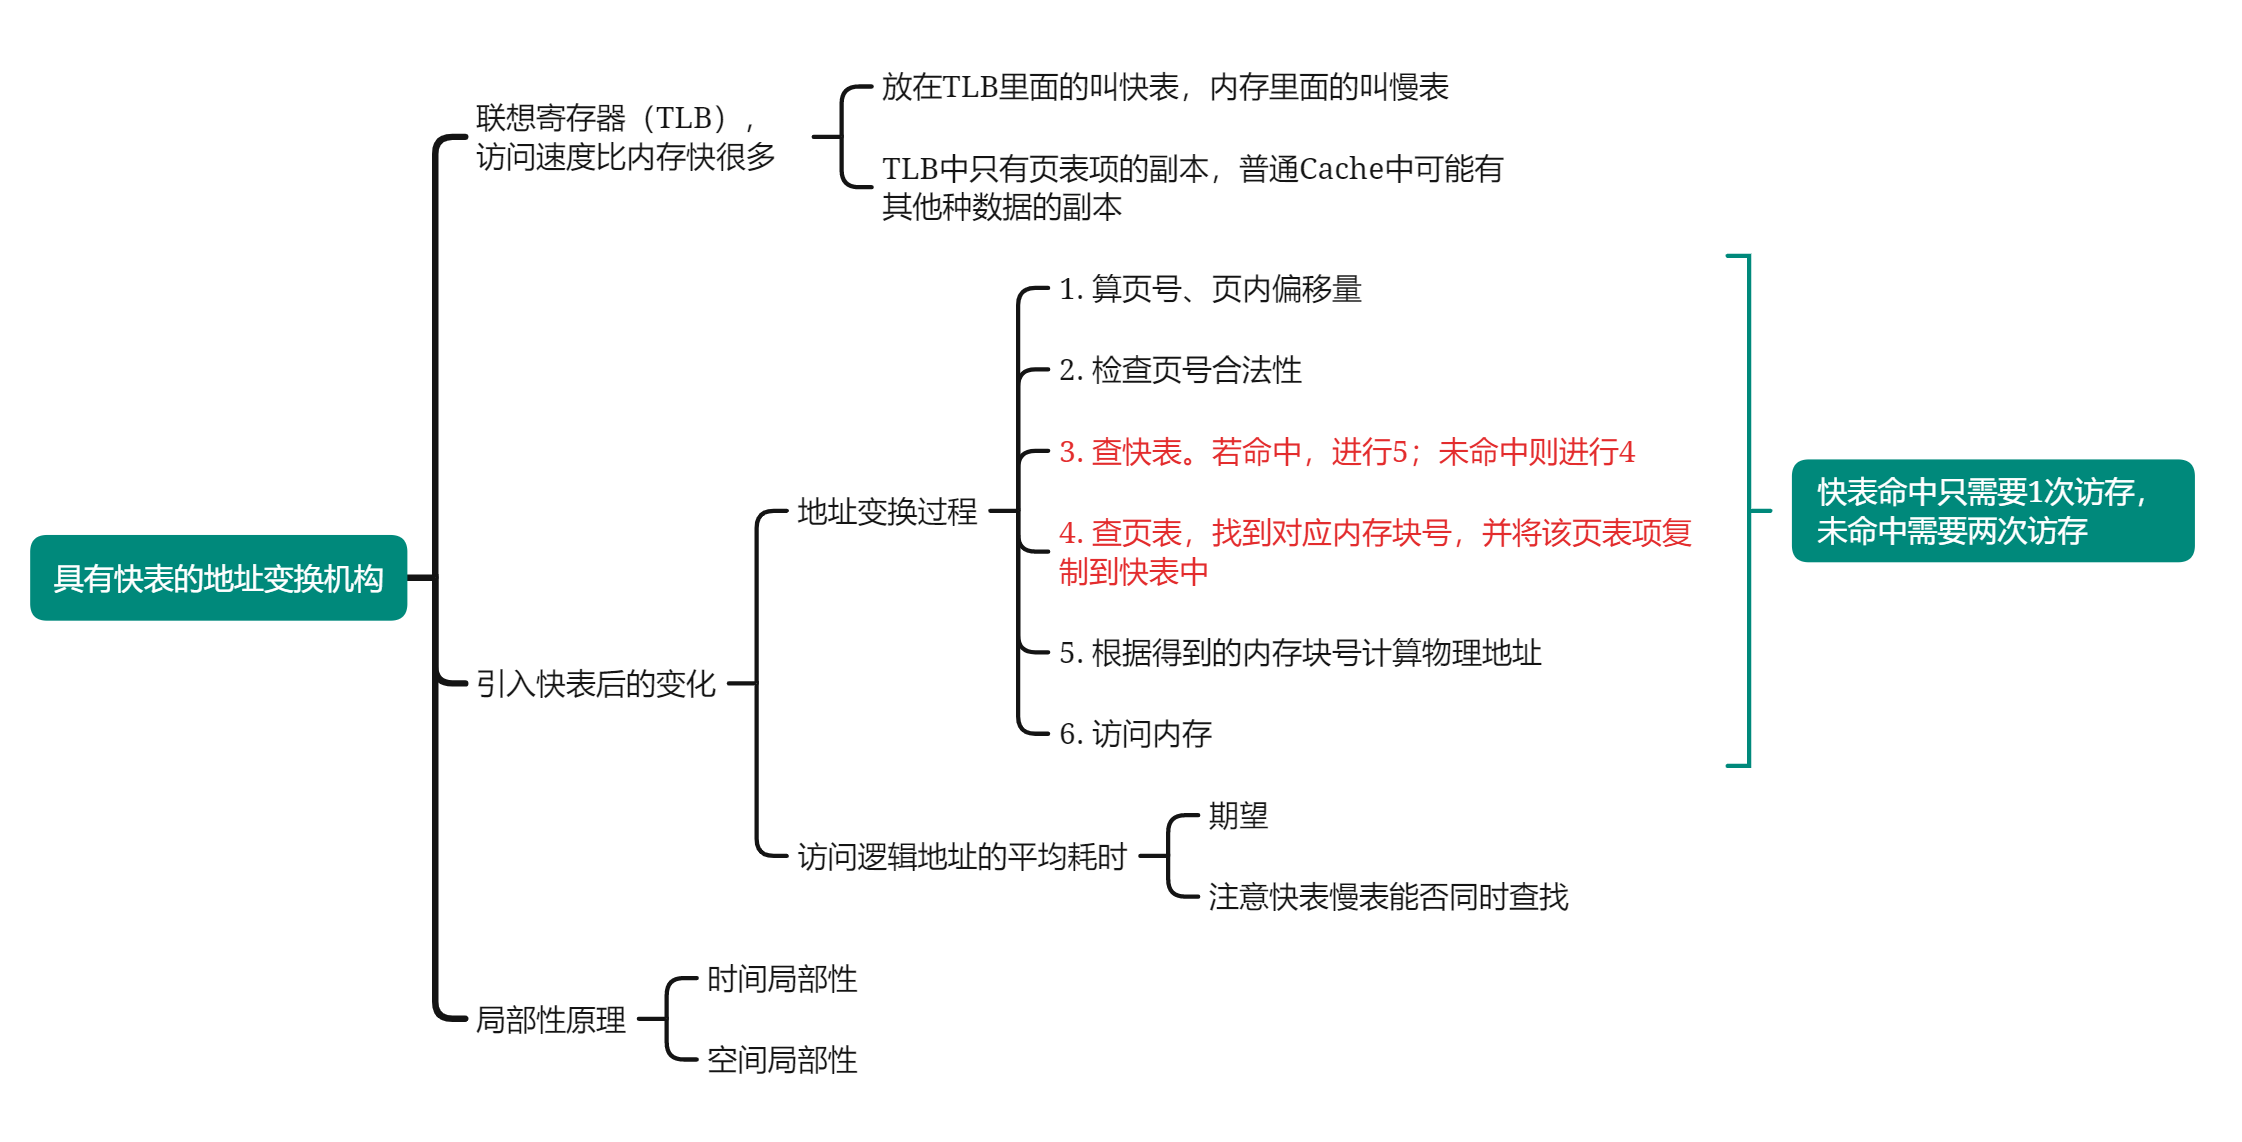 具有快表的地址变换机构
联想寄存器（TLB），
访问速度比内存快很多
放在TLB里面的叫快表，内存里面的叫慢表
TLB中只有页表项的副本，普通Cache中可能有
其他种数据的副本
引入快表后的变化
地址变换过程
1. 算页号、页内偏移量
2. 检查页号合法性
3. 查快表。若命中，进行5；未命中则进行4
4. 查页表，找到对应内存块号，并将该页表项复
制到快表中
5. 根据得到的内存块号计算物理地址
6. 访问内存
快表命中只需要1次访存，
未命中需要两次访存
访问逻辑地址的平均耗时
期望
注意快表慢表能否同时查找
局部性原理
时间局部性
空间局部性